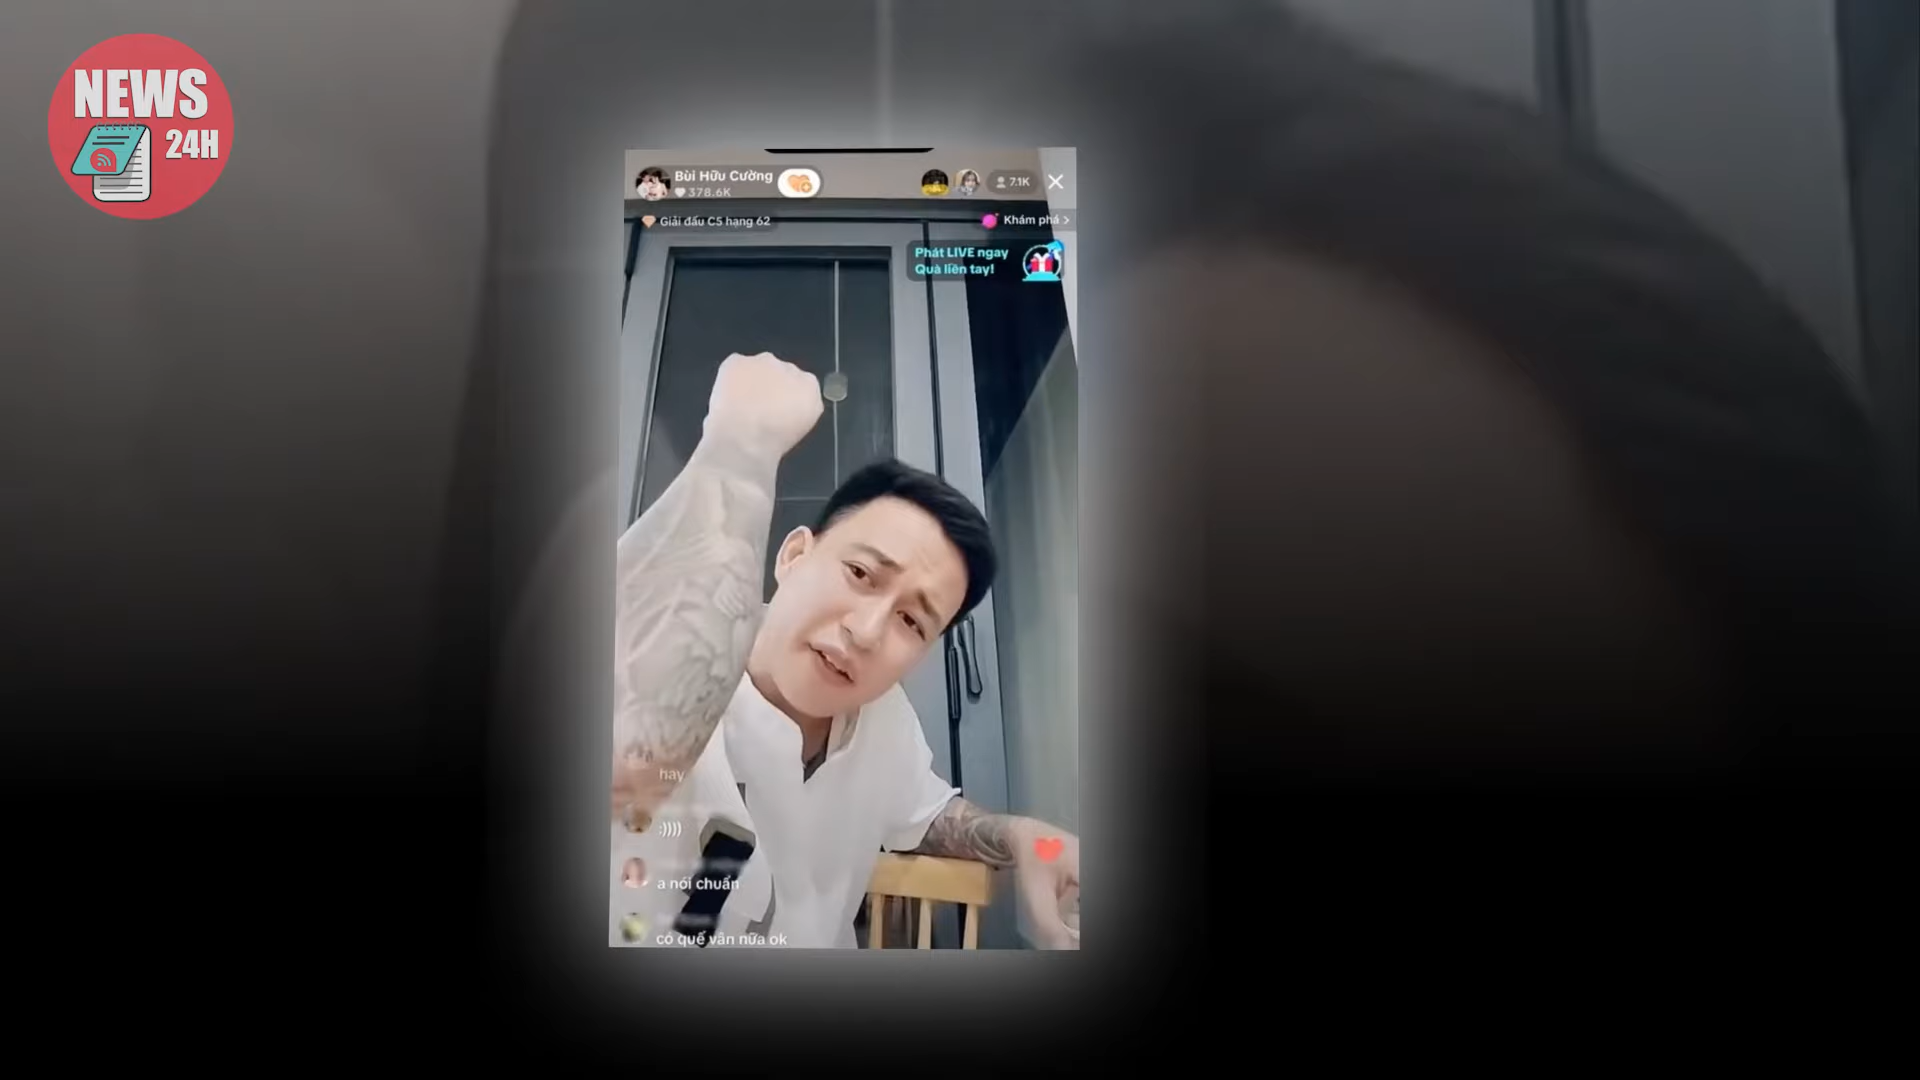 NEWS
24H
Bùi Hữu Cường
378.6K
7.1K
Giải đấu C5 hạng 62
Khám phá >
Phát LIVE ngay
Quà liền tay!
hay
:))))
a nói chuẩn
có quế vân nữa ok